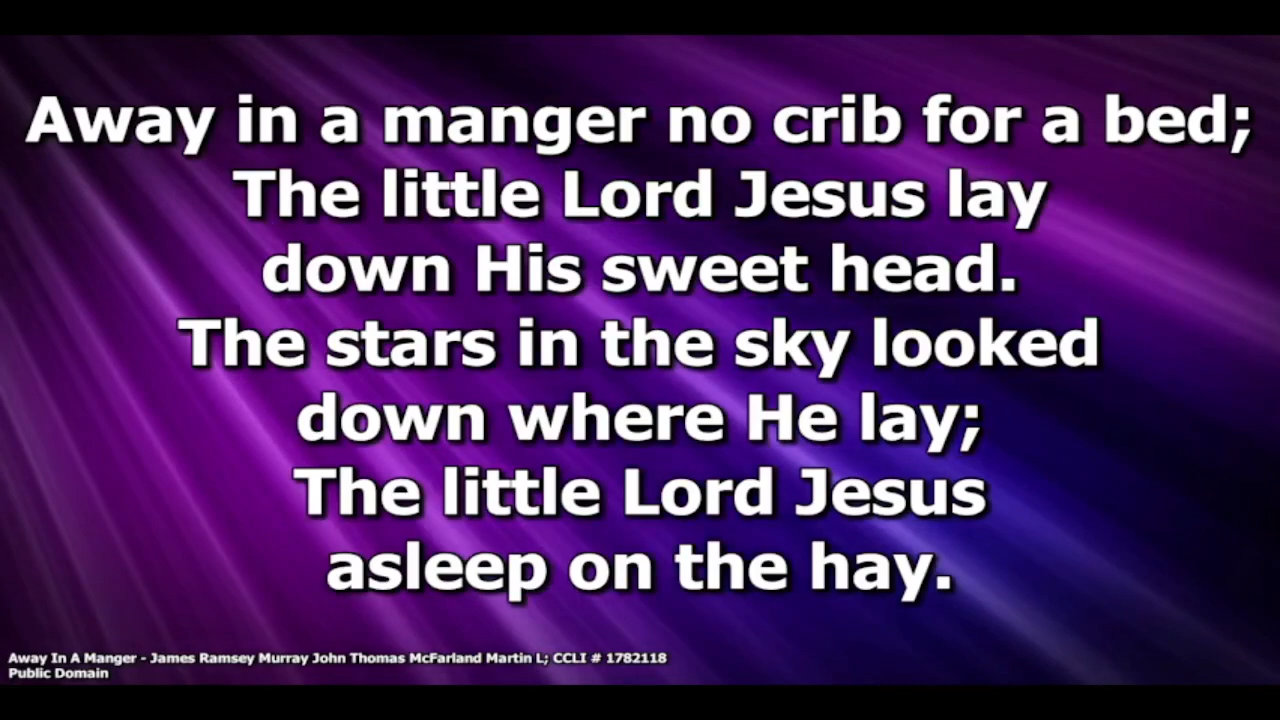 Away in a manger no crib for a bed;
The little Lord Jesus lay
down His sweet head.
The stars in the sky looked
down where He lay;
The little Lord Jesus
asleep on the hay.
Away In A Manger - James Ramsey Murray John Thomas McFarland Martin L; CCLI # 1782118
Public Domain